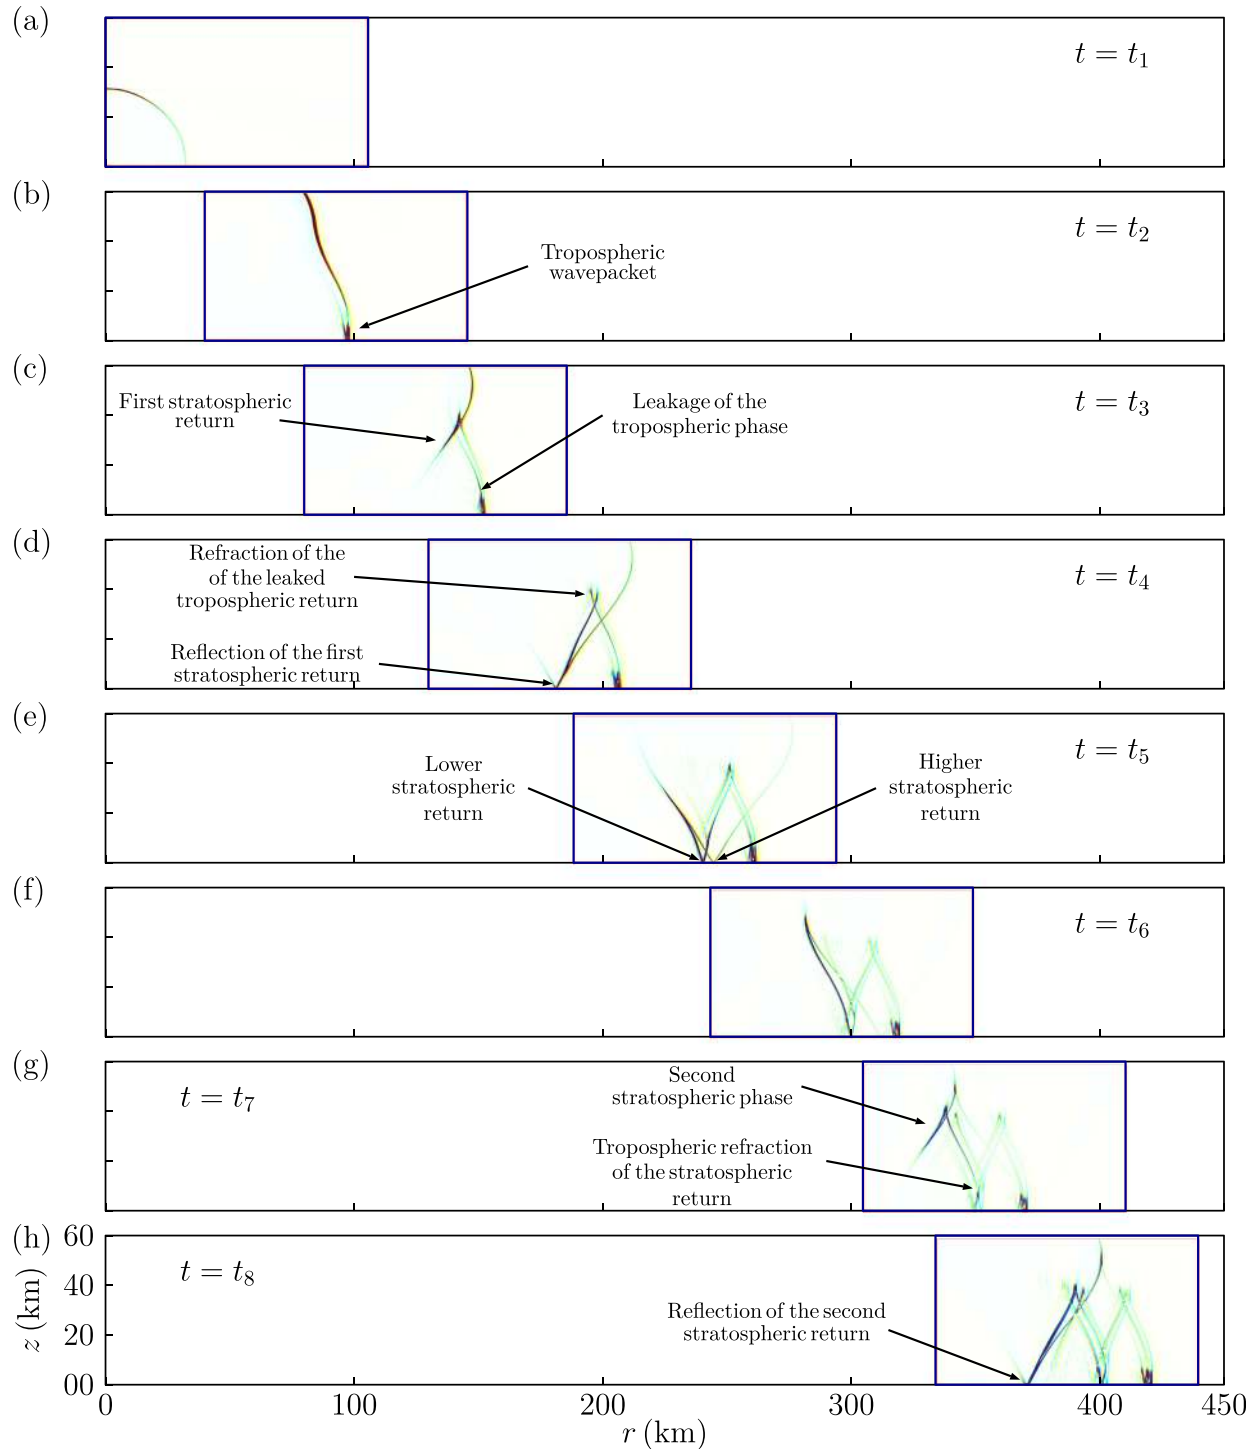 (a)
t = t₁
(b)
t = t₂
Tropospheric
wavepacket
(c)
t = t₃
First stratospheric
return
Leakage of the
tropospheric phase
(d)
t = t₄
Refraction of the
of the leaked
tropospheric return
Reflection of the first
stratospheric return
(e)
t = t₅
Lower
stratospheric
return
Higher
stratospheric
return
(f)
t = t₆
(g)
t = t₇
Second
stratospheric phase
Tropospheric refraction
of the stratospheric
return
(h)
t = t₈
Reflection of the second
stratospheric return
60
40
20
00
z (km)
0 100 200 300 400 450
r (km)